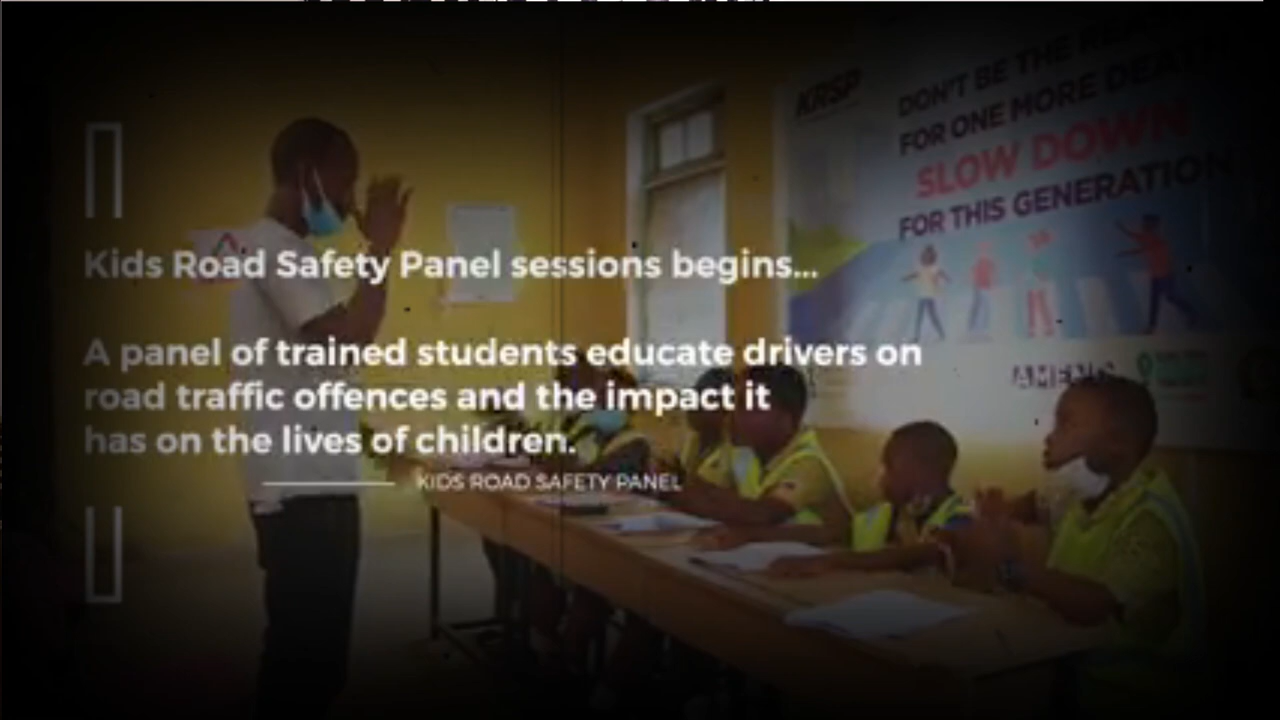 KRSP
DON'T BE THE
FOR ONE MORE DEATH
SLOW DOWN
FOR THIS GENERATION
Kids Road Safety Panel sessions begins...
A panel of trained students educate drivers on
road traffic offences and the impact it
has on the lives of children.
KIDS ROAD SAFETY PANEL